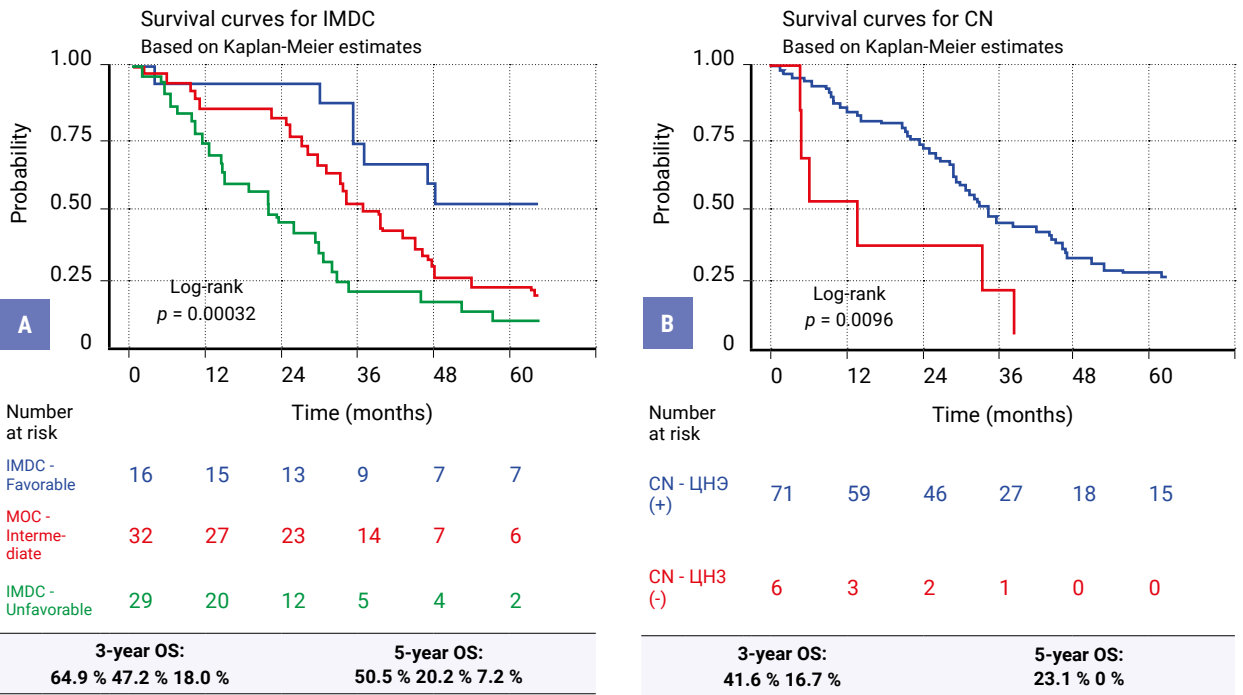 Survival curves for IMDC
Based on Kaplan-Meier estimates
1.00
0.75
0.50
0.25
0
Probability
Log-rank
p = 0.00032
A
0 12 24 36 48 60
Time (months)
Number
at risk
IMDC -
Favorable
16 15 13 9 7 7
MOC -
Interme-
diate
32 27 23 14 7 6
IMDC -
Unfavorable
29 20 12 5 4 2
3-year OS:
64.9 % 47.2 % 18.0 %
5-year OS:
50.5 % 20.2 % 7.2 %
Survival curves for CN
Based on Kaplan-Meier estimates
1.00
0.75
0.50
0.25
0
Probability
Log-rank
p = 0.0096
B
0 12 24 36 48 60
Time (months)
Number
at risk
CN - ЦНЭ
(+)
71 59 46 27 18 15
CN - ЦНЗ
(-)
6 3 2 1 0 0
3-year OS:
41.6 % 16.7 %
5-year OS:
23.1 % 0 %